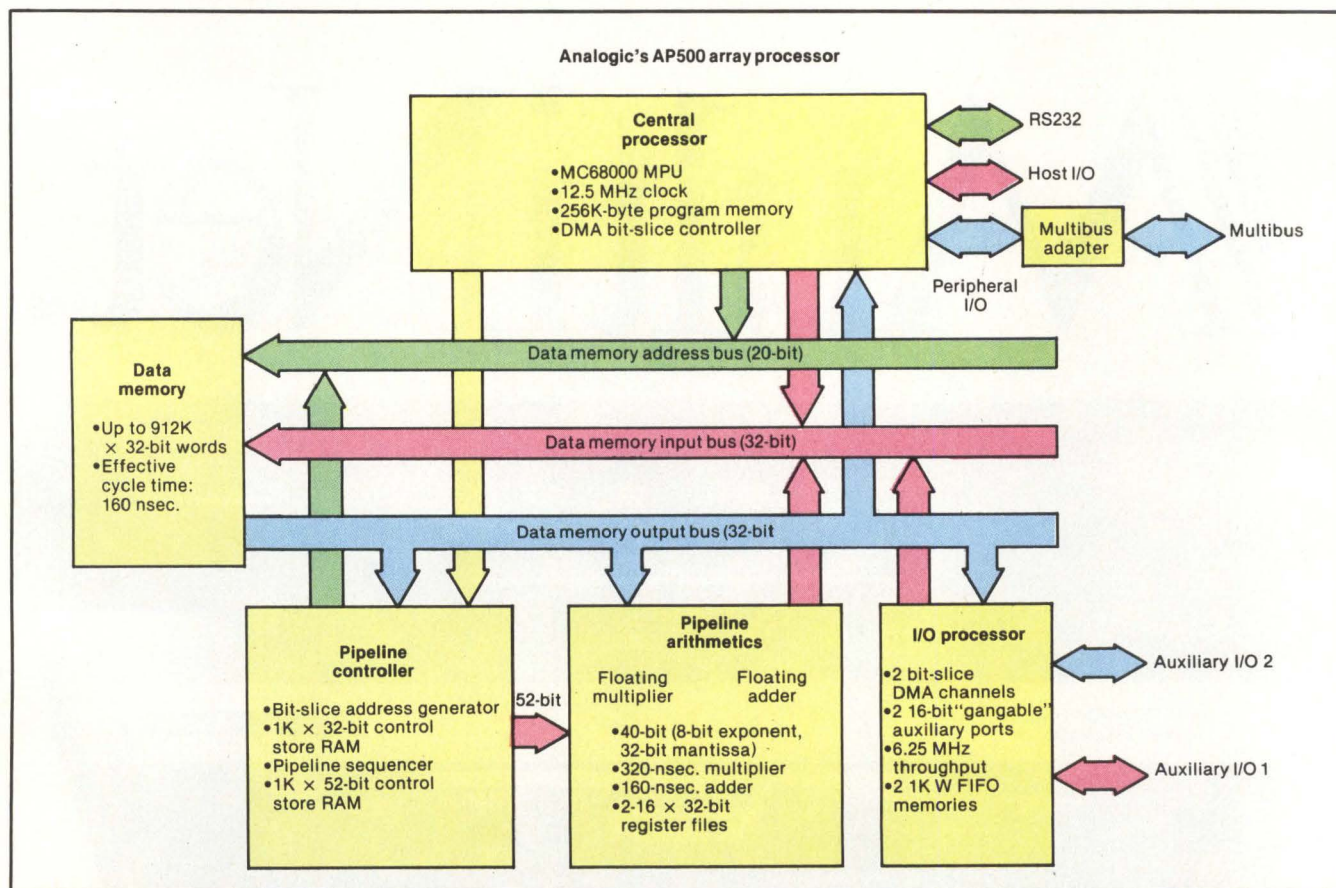 Analogic's AP500 array processor
Central
processor
•MC68000 MPU
•12.5 MHz clock
•256K-byte program memory
•DMA bit-slice controller
RS232
Host I/O
Multibus
adapter
Multibus
Peripheral
I/O
Data memory address bus (20-bit)
Data
memory
•Up to 912K
× 32-bit words
•Effective
cycle time:
160 nsec.
Data memory input bus (32-bit)
Data memory output bus (32-bit
Pipeline
controller
•Bit-slice address generator
•1K × 32-bit control
store RAM
•Pipeline sequencer
•1K × 52-bit control
store RAM
52-bit
Pipeline
arithmetics
Floating
multiplier
Floating
adder
•40-bit (8-bit exponent,
32-bit mantissa)
•320-nsec. multiplier
•160-nsec. adder
•2-16 × 32-bit
register files
I/O processor
•2 bit-slice
DMA channels
•2 16-bit "gangable"
auxiliary ports
•6.25 MHz
throughput
•2 1K W FIFO
memories
Auxiliary I/O 2
Auxiliary I/O 1